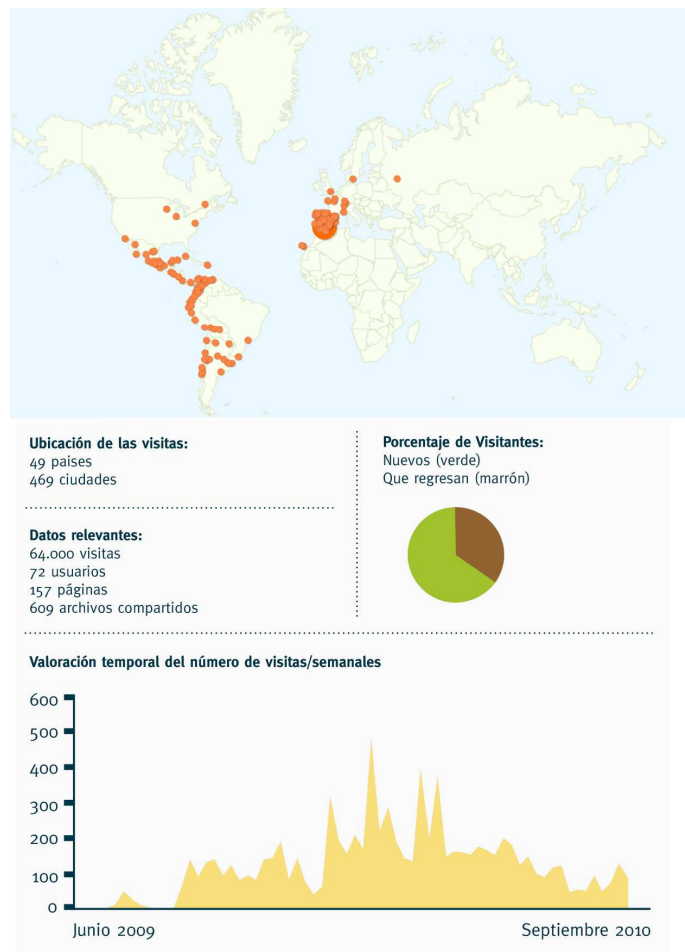 Ubicación de las visitas:
49 paises
469 ciudades
Datos relevantes:
64.000 visitas
72 usuarios
157 páginas
609 archivos compartidos
Porcentaje de Visitantes:
Nuevos (verde)
Que regresan (marrón)
Valoración temporal del número de visitas/semanales
600
500
400
300
200
100
0
Junio 2009
Septiembre 2010